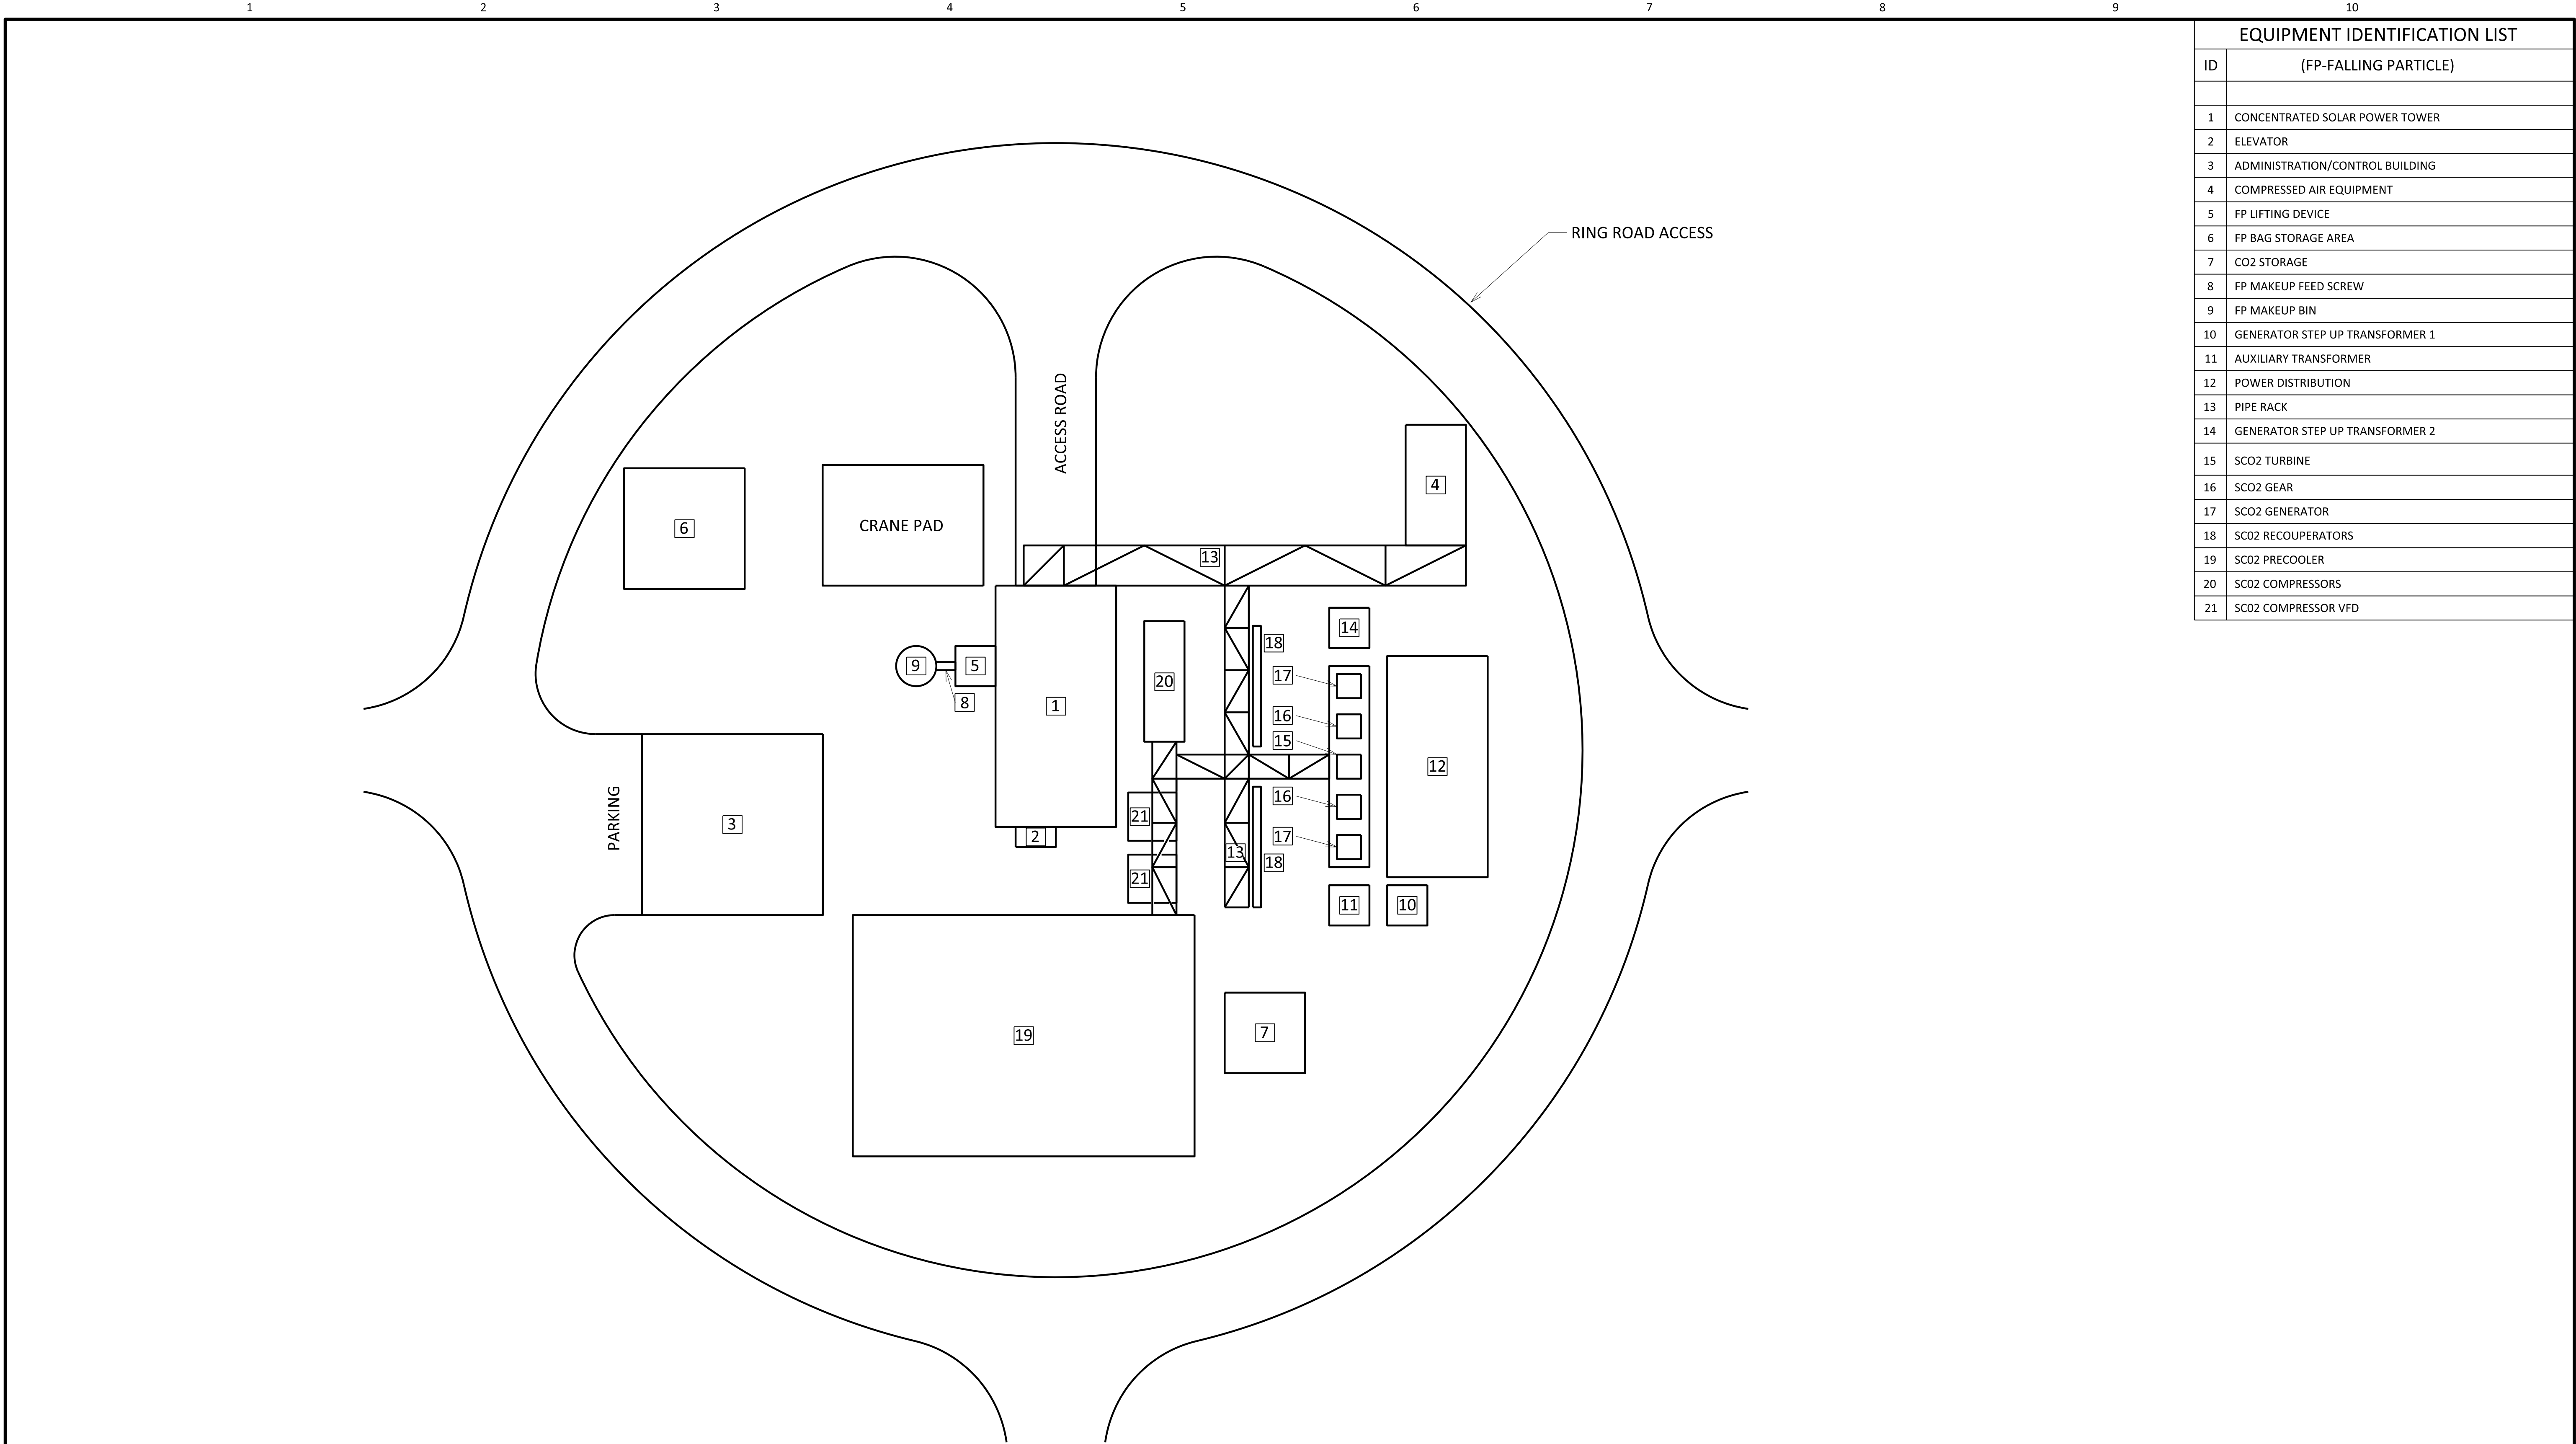 1 2 3 4 5 6 7 8 9 10
EQUIPMENT IDENTIFICATION LIST
ID (FP-FALLING PARTICLE)
1 CONCENTRATED SOLAR POWER TOWER
2 ELEVATOR
3 ADMINISTRATION/CONTROL BUILDING
4 COMPRESSED AIR EQUIPMENT
5 FP LIFTING DEVICE
6 FP BAG STORAGE AREA
7 CO2 STORAGE
8 FP MAKEUP FEED SCREW
9 FP MAKEUP BIN
10 GENERATOR STEP UP TRANSFORMER 1
11 AUXILIARY TRANSFORMER
12 POWER DISTRIBUTION
13 PIPE RACK
14 GENERATOR STEP UP TRANSFORMER 2
15 SCO2 TURBINE
16 SCO2 GEAR
17 SCO2 GENERATOR
18 SC02 RECOUPERATORS
19 SC02 PRECOOLER
20 SC02 COMPRESSORS
21 SC02 COMPRESSOR VFD
RING ROAD ACCESS
ACCESS ROAD
4
6
CRANE PAD
13
14
18
9
5
17
20
8
1
16
15
12
16
21
3
PARKING
2
17
13
18
21
11
10
7
19